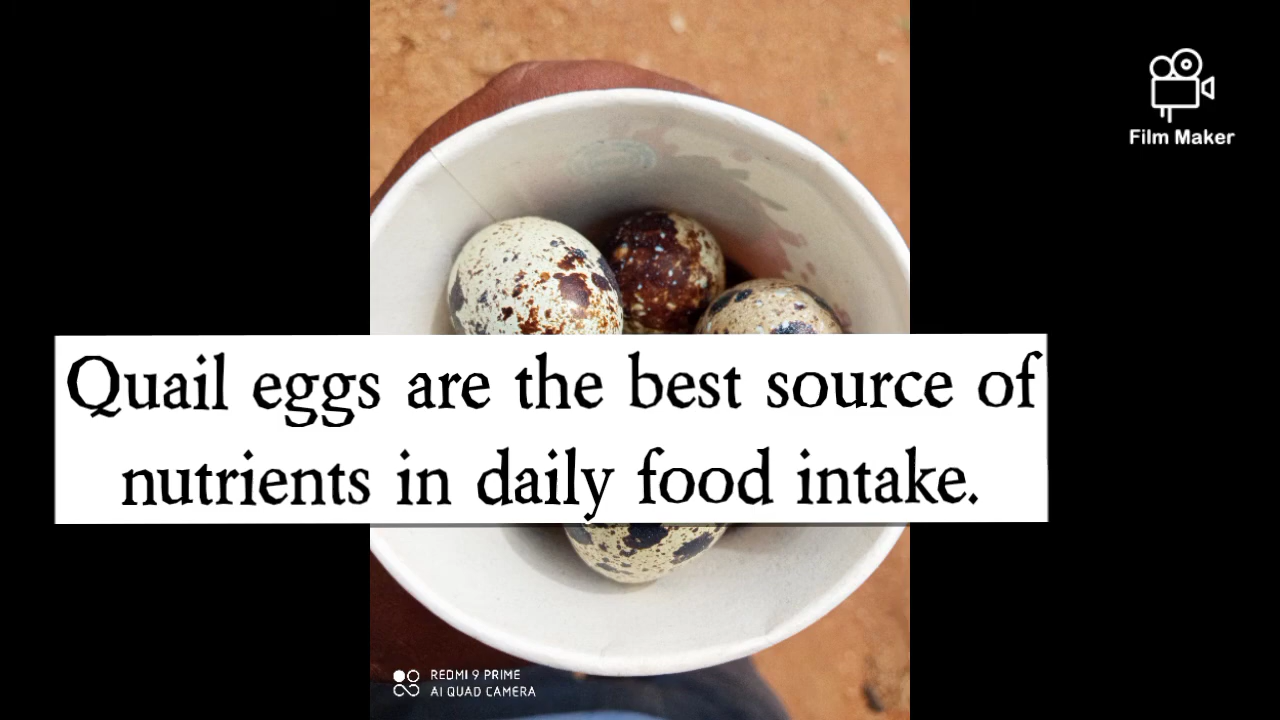 Film Maker
Quail eggs are the best source of
nutrients in daily food intake.
REDMI 9 PRIME
AI QUAD CAMERA